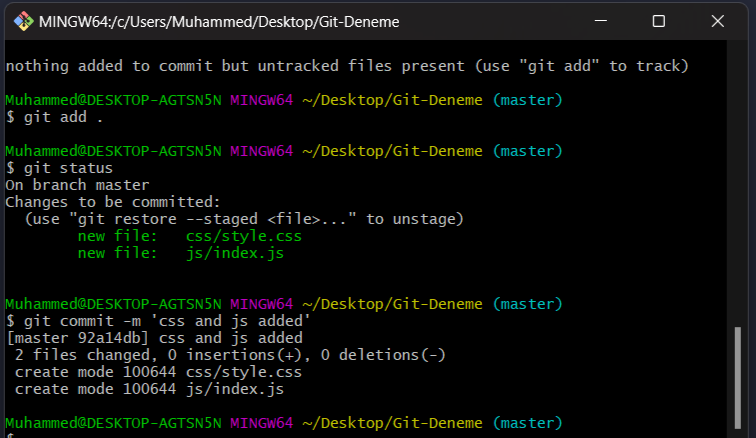 MINGW64:/c/Users/Muhammed/Desktop/Git-Deneme
nothing added to commit but untracked files present (use "git add" to track)
Muhammed@DESKTOP-AGTSN5N MINGW64 ~/Desktop/Git-Deneme (master)
$ git add .
Muhammed@DESKTOP-AGTSN5N MINGW64 ~/Desktop/Git-Deneme (master)
$ git status
On branch master
Changes to be committed:
  (use "git restore --staged <file>..." to unstage)
        new file:   css/style.css
        new file:   js/index.js
Muhammed@DESKTOP-AGTSN5N MINGW64 ~/Desktop/Git-Deneme (master)
$ git commit -m 'css and js added'
[master 92a14db] css and js added
 2 files changed, 0 insertions(+), 0 deletions(-)
 create mode 100644 css/style.css
 create mode 100644 js/index.js
Muhammed@DESKTOP-AGTSN5N MINGW64 ~/Desktop/Git-Deneme (master)
$